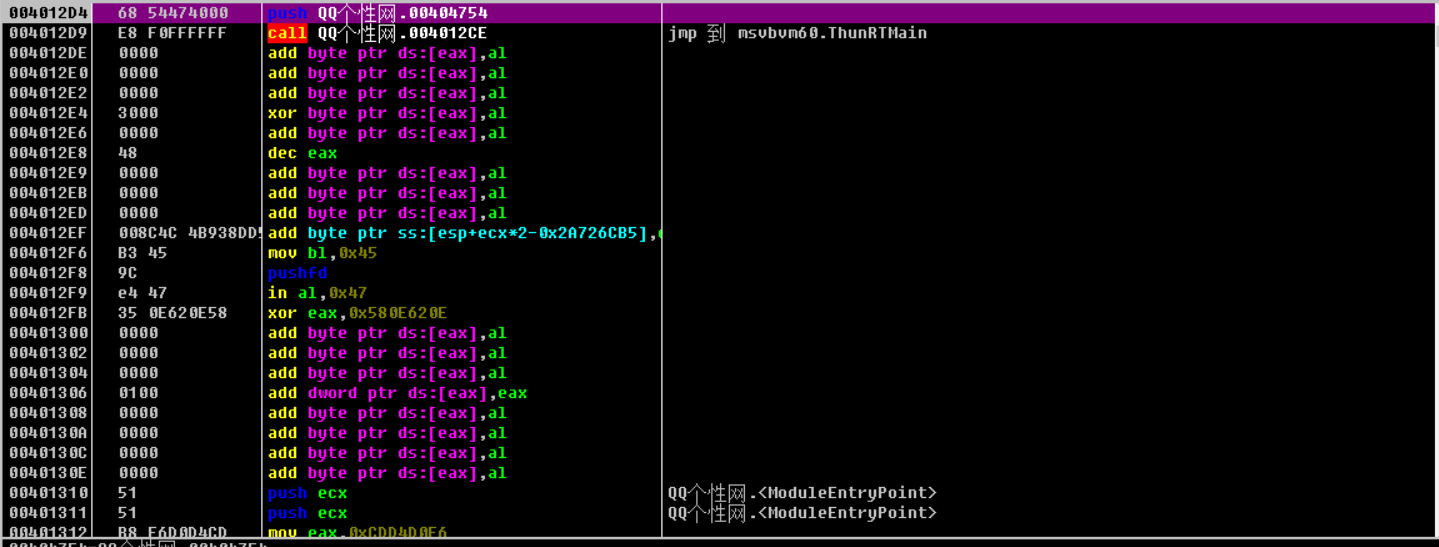 004012D4 68 54474000 push QQ个性网.00404754
004012D9 E8 F0FFFFFF call QQ个性网.004012CE jmp 到 msvbvm60.ThunRTMain
004012DE 0000 add byte ptr ds:[eax],al
004012E0 0000 add byte ptr ds:[eax],al
004012E2 0000 add byte ptr ds:[eax],al
004012E4 3000 xor byte ptr ds:[eax],al
004012E6 0000 add byte ptr ds:[eax],al
004012E8 48 dec eax
004012E9 0000 add byte ptr ds:[eax],al
004012EB 0000 add byte ptr ds:[eax],al
004012ED 0000 add byte ptr ds:[eax],al
004012EF 008C4C 4B938DD5 add byte ptr ss:[esp+ecx*2-0x2A726CB5],
004012F6 B3 45 mov bl,0x45
004012F8 9C pushfd
004012F9 e4 47 in al,0x47
004012FB 35 0E620E58 xor eax,0x580E620E
00401300 0000 add byte ptr ds:[eax],al
00401302 0000 add byte ptr ds:[eax],al
00401304 0000 add byte ptr ds:[eax],al
00401306 0100 add dword ptr ds:[eax],eax
00401308 0000 add byte ptr ds:[eax],al
0040130A 0000 add byte ptr ds:[eax],al
0040130C 0000 add byte ptr ds:[eax],al
0040130E 0000 add byte ptr ds:[eax],al
00401310 51 push ecx QQ个性网.<ModuleEntryPoint>
00401311 51 push ecx QQ个性网.<ModuleEntryPoint>
00401312 B8 F6D0D4CD mov eax,0xCDD4D0F6